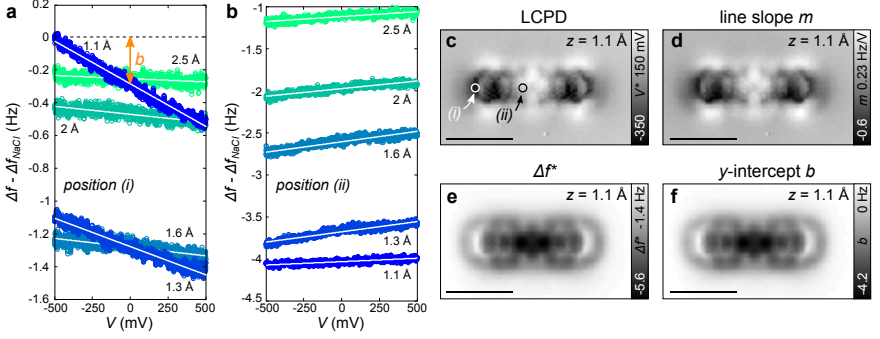 a
Δf - Δf_NaCl (Hz)
0
-0.2
-0.4
-0.6
-0.8
-1
-1.2
-1.4
-1.6
1.1 Å
b
2.5 Å
2 Å
position (i)
1.6 Å
1.3 Å
-500 -250 0 250 500
V (mV)
b
-1
-1.5
-2
-2.5
-3
-3.5
-4
-4.5
2.5 Å
2 Å
1.6 Å
position (ii)
1.3 Å
1.1 Å
-500 -250 0 250 500
V (mV)
LCPD
c
z = 1.1 Å
(i)
(ii)
-350 V* 150 mV
line slope m
d
z = 1.1 Å
-0.6 m 0.23 Hz/V
Δf*
e
z = 1.1 Å
-5.6 Δf* -1.4 Hz
y-intercept b
f
z = 1.1 Å
-4.2 b 0 Hz